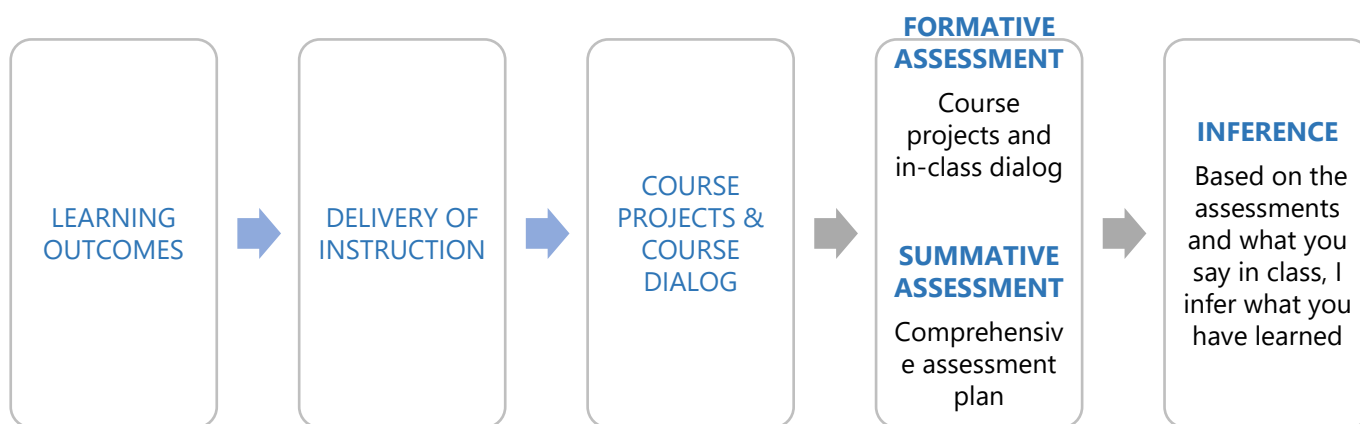 LEARNING
OUTCOMES
DELIVERY OF
INSTRUCTION
COURSE
PROJECTS &
COURSE
DIALOG
FORMATIVE
ASSESSMENT
Course
projects and
in-class dialog
SUMMATIVE
ASSESSMENT
Comprehensiv
e assessment
plan
INFERENCE
Based on the
assessments
and what you
say in class, I
infer what you
have learned